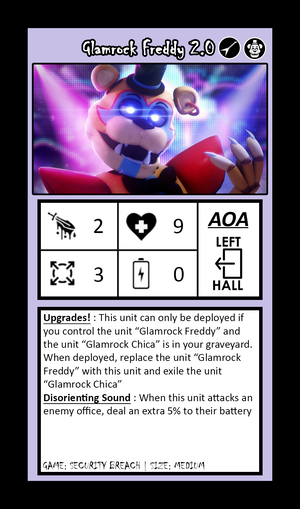 Glamrock Freddy 2.0
2
9
AOA
LEFT
HALL
3
0
Upgrades! : This unit can only be deployed if
you control the unit “Glamrock Freddy” and
the unit “Glamrock Chica” is in your graveyard.
When deployed, replace the unit “Glamrock
Freddy” with this unit and exile the unit
“Glamrock Chica”
Disorienting Sound : When this unit attacks an
enemy office, deal an extra 5% to their battery
GAME: SECURITY BREACH | SIZE: MEDIUM